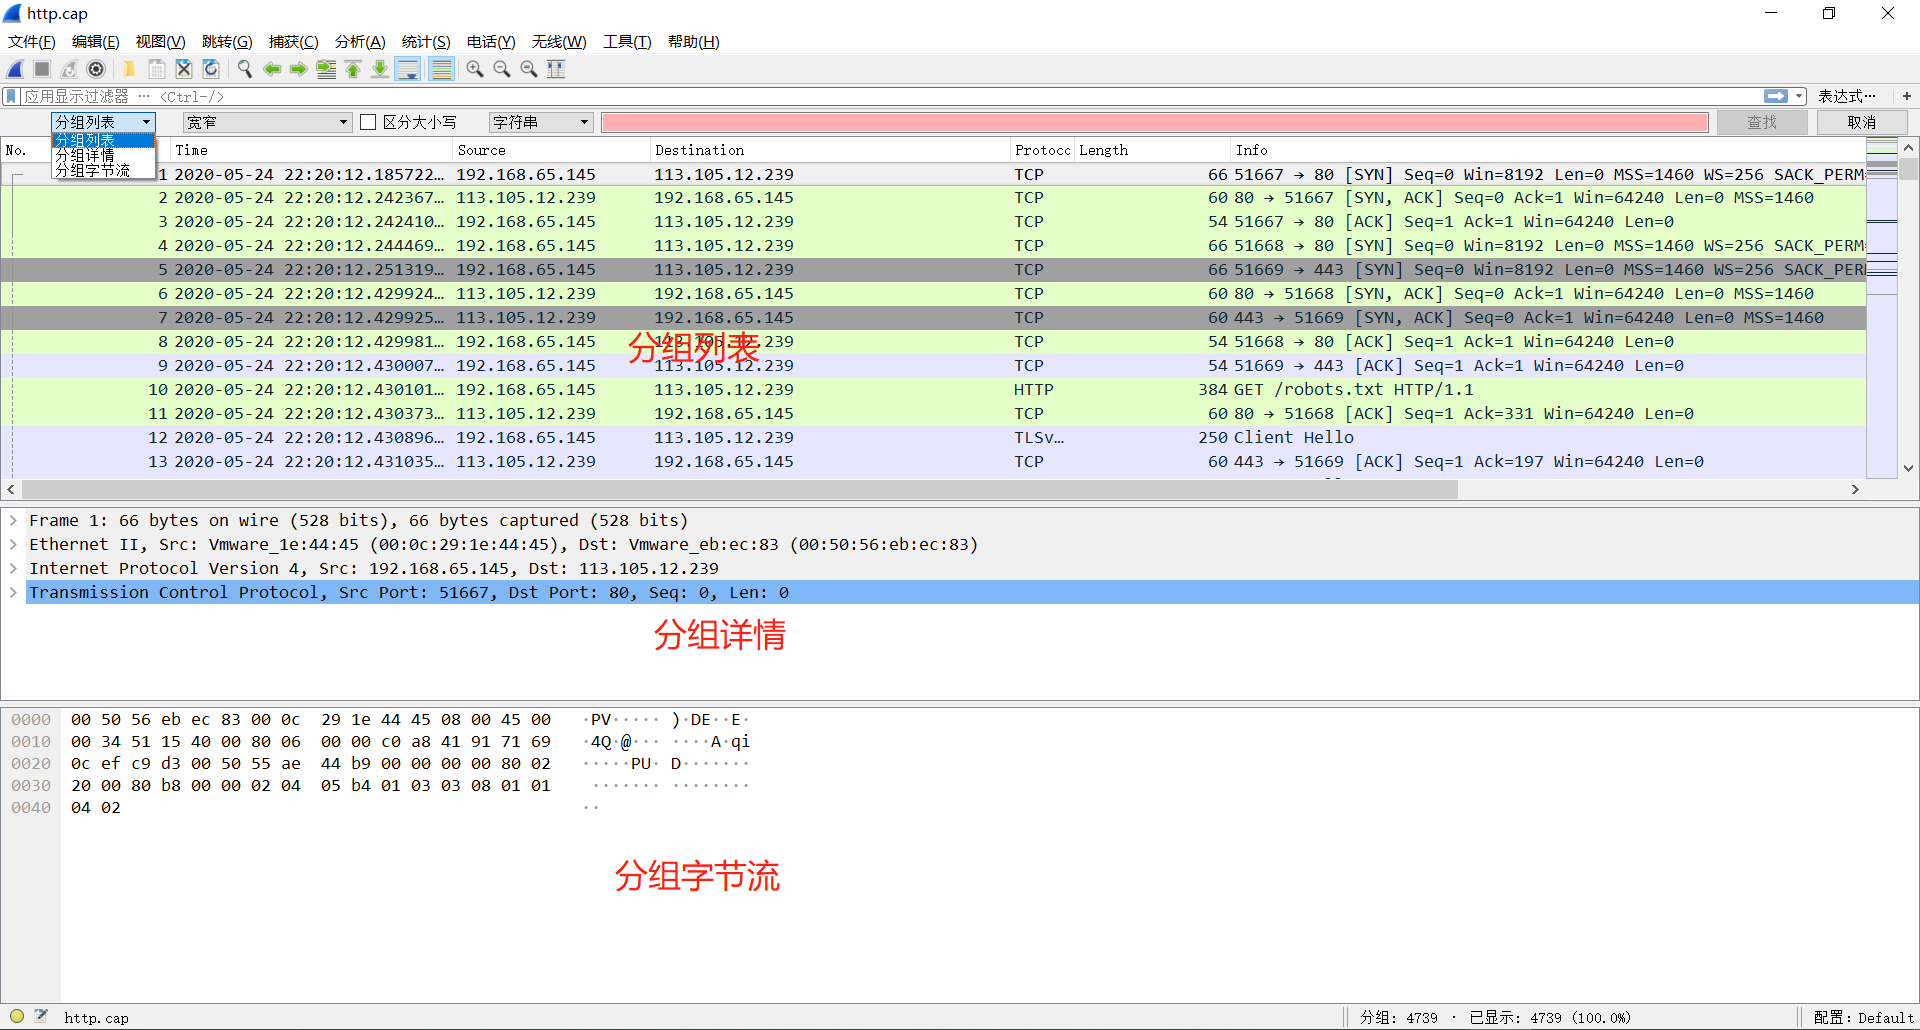 http.cap
文件(F) 编辑(E) 视图(V) 跳转(G) 捕获(C) 分析(A) 统计(S) 电话(Y) 无线(W) 工具(T) 帮助(H)
应用显示过滤器 … <Ctrl-/> 表达式… +
分组列表 宽窄 区分大小写 字符串 查找 取消
分组列表
分组详情
分组字节流
No. Time Source Destination Protocc Length Info
1 2020-05-24 22:20:12.185722… 192.168.65.145 113.105.12.239 TCP 66 51667 → 80 [SYN] Seq=0 Win=8192 Len=0 MSS=1460 WS=256 SACK_PERM=
2 2020-05-24 22:20:12.242367… 113.105.12.239 192.168.65.145 TCP 60 80 → 51667 [SYN, ACK] Seq=0 Ack=1 Win=64240 Len=0 MSS=1460
3 2020-05-24 22:20:12.242410… 192.168.65.145 113.105.12.239 TCP 54 51667 → 80 [ACK] Seq=1 Ack=1 Win=64240 Len=0
4 2020-05-24 22:20:12.244469… 192.168.65.145 113.105.12.239 TCP 66 51668 → 80 [SYN] Seq=0 Win=8192 Len=0 MSS=1460 WS=256 SACK_PERM=
5 2020-05-24 22:20:12.251319… 192.168.65.145 113.105.12.239 TCP 66 51669 → 443 [SYN] Seq=0 Win=8192 Len=0 MSS=1460 WS=256 SACK_PERM
6 2020-05-24 22:20:12.429924… 113.105.12.239 192.168.65.145 TCP 60 80 → 51668 [SYN, ACK] Seq=0 Ack=1 Win=64240 Len=0 MSS=1460
7 2020-05-24 22:20:12.429925… 113.105.12.239 192.168.65.145 TCP 60 443 → 51669 [SYN, ACK] Seq=0 Ack=1 Win=64240 Len=0 MSS=1460
8 2020-05-24 22:20:12.429981… 192.168.65.145 113.105.12.239 TCP 54 51668 → 80 [ACK] Seq=1 Ack=1 Win=64240 Len=0
分组列表
9 2020-05-24 22:20:12.430007… 192.168.65.145 113.105.12.239 TCP 54 51669 → 443 [ACK] Seq=1 Ack=1 Win=64240 Len=0
10 2020-05-24 22:20:12.430101… 192.168.65.145 113.105.12.239 HTTP 384 GET /robots.txt HTTP/1.1
11 2020-05-24 22:20:12.430373… 113.105.12.239 192.168.65.145 TCP 60 80 → 51668 [ACK] Seq=1 Ack=331 Win=64240 Len=0
12 2020-05-24 22:20:12.430896… 192.168.65.145 113.105.12.239 TLSv… 250 Client Hello
13 2020-05-24 22:20:12.431035… 113.105.12.239 192.168.65.145 TCP 60 443 → 51669 [ACK] Seq=1 Ack=197 Win=64240 Len=0
Frame 1: 66 bytes on wire (528 bits), 66 bytes captured (528 bits)
Ethernet II, Src: Vmware_1e:44:45 (00:0c:29:1e:44:45), Dst: Vmware_eb:ec:83 (00:50:56:eb:ec:83)
Internet Protocol Version 4, Src: 192.168.65.145, Dst: 113.105.12.239
Transmission Control Protocol, Src Port: 51667, Dst Port: 80, Seq: 0, Len: 0
分组详情
0000 00 50 56 eb ec 83 00 0c 29 1e 44 45 08 00 45 00 ·PV····· )·DE··E·
0010 00 34 51 15 40 00 80 06 00 00 c0 a8 41 91 71 69 ·4Q·@··· ····A·qi
0020 0c ef c9 d3 00 50 55 ae 44 b9 00 00 00 00 80 02 ·····PU· D·······
0030 20 00 80 b8 00 00 02 04 05 b4 01 03 03 08 01 01 ······· ········
0040 04 02 ··
分组字节流
http.cap 分组: 4739 · 已显示: 4739 (100.0%) 配置: Default